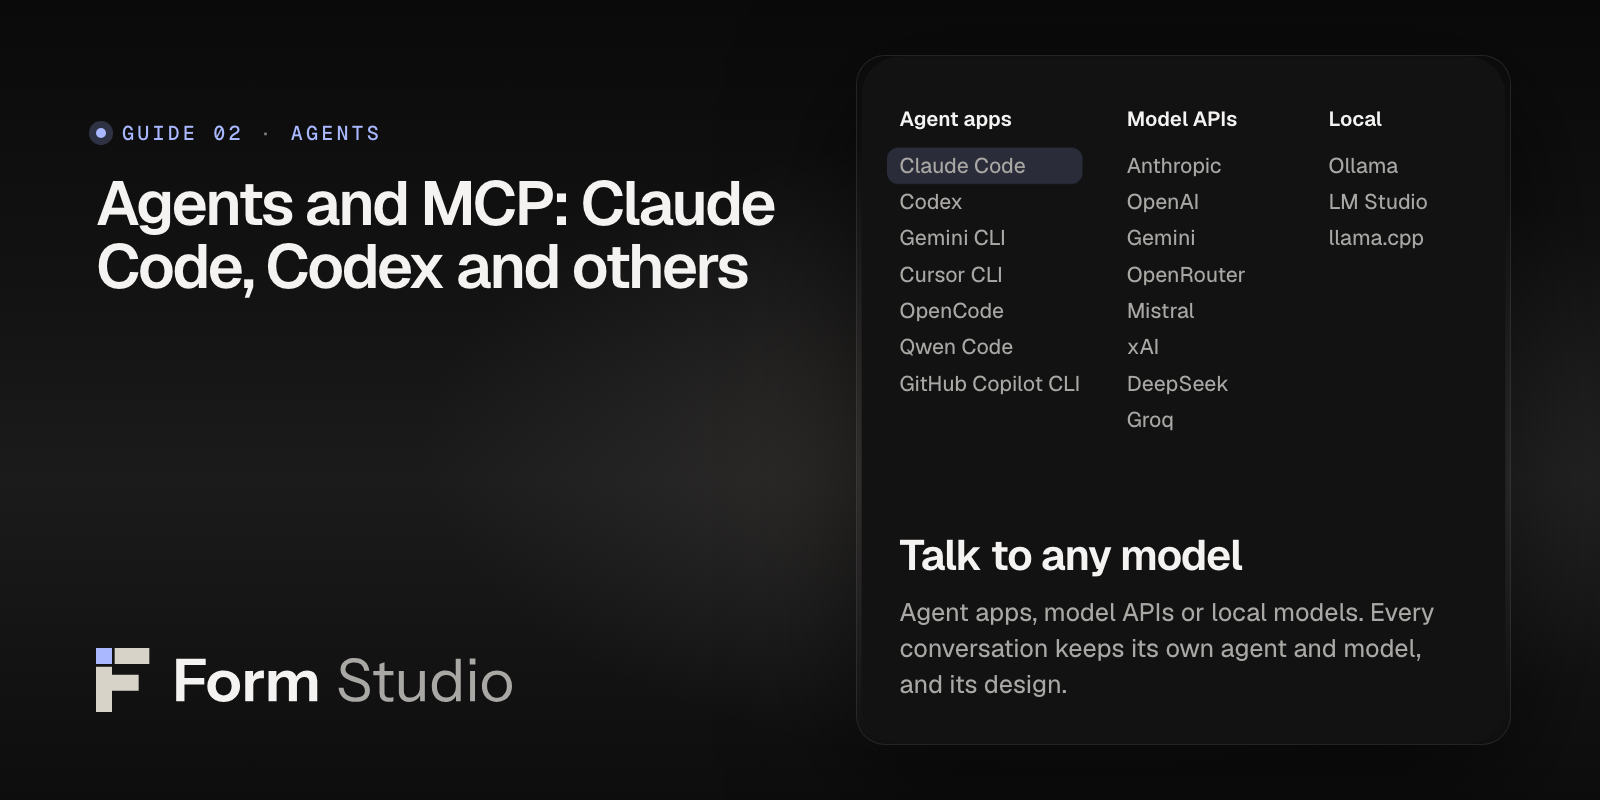 GUIDE 02 · AGENTS
Agents and MCP: Claude
Code, Codex and others
Form Studio
Agent apps
Claude Code
Codex
Gemini CLI
Cursor CLI
OpenCode
Qwen Code
GitHub Copilot CLI
Model APIs
Anthropic
OpenAI
Gemini
OpenRouter
Mistral
xAI
DeepSeek
Groq
Local
Ollama
LM Studio
llama.cpp
Talk to any model
Agent apps, model APIs or local models. Every
conversation keeps its own agent and model,
and its design.